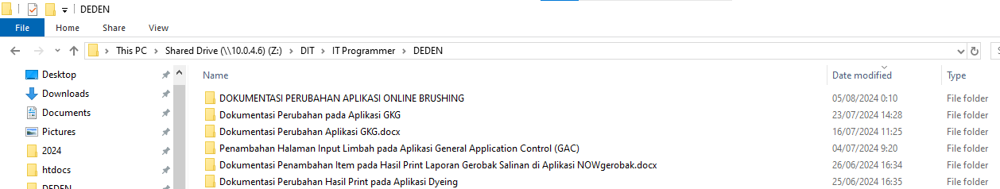 DEDEN
File Home Share View
This PC Shared Drive (\\10.0.4.6) (Z:) DIT IT Programmer DEDEN
Desktop
Downloads
Documents
Pictures
2024
htdocs
DEDEN
Name Date modified Type
DOKUMENTASI PERUBAHAN APLIKASI ONLINE BRUSHING 05/08/2024 0:10 File folder
Dokumentasi Perubahan pada Aplikasi GKG 23/07/2024 14:28 File folder
Dokumentasi Perubahan Aplikasi GKG.docx 16/07/2024 11:25 File folder
Penambahan Halaman Input Limbah pada Aplikasi General Application Control (GAC) 04/07/2024 9:20 File folder
Dokumentasi Penambahan Item pada Hasil Print Laporan Gerobak Salinan di Aplikasi NOWgerobak.docx 26/06/2024 16:34 File folder
Dokumentasi Perubahan Hasil Print pada Aplikasi Dyeing 25/06/2024 16:35 File folder